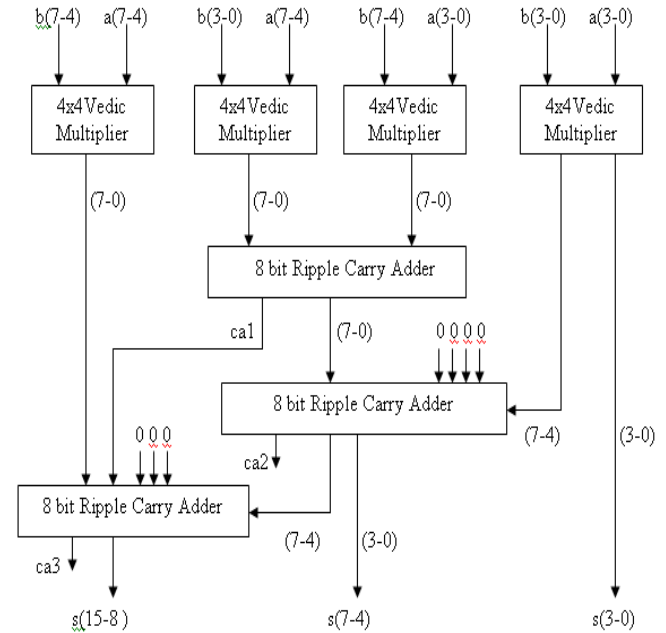 b(7-4) a(7-4) b(3-0) a(7-4) b(7-4) a(3-0) b(3-0) a(3-0)
4x4 Vedic Multiplier
4x4 Vedic Multiplier
4x4 Vedic Multiplier
4x4 Vedic Multiplier
(7-0) (7-0) (7-0)
8 bit Ripple Carry Adder
ca1 (7-0) 0 0 0 0
8 bit Ripple Carry Adder
(7-4) (3-0)
ca2
0 0 0
8 bit Ripple Carry Adder
(7-4) (3-0)
ca3
s(15-8 ) s(7-4) s(3-0)